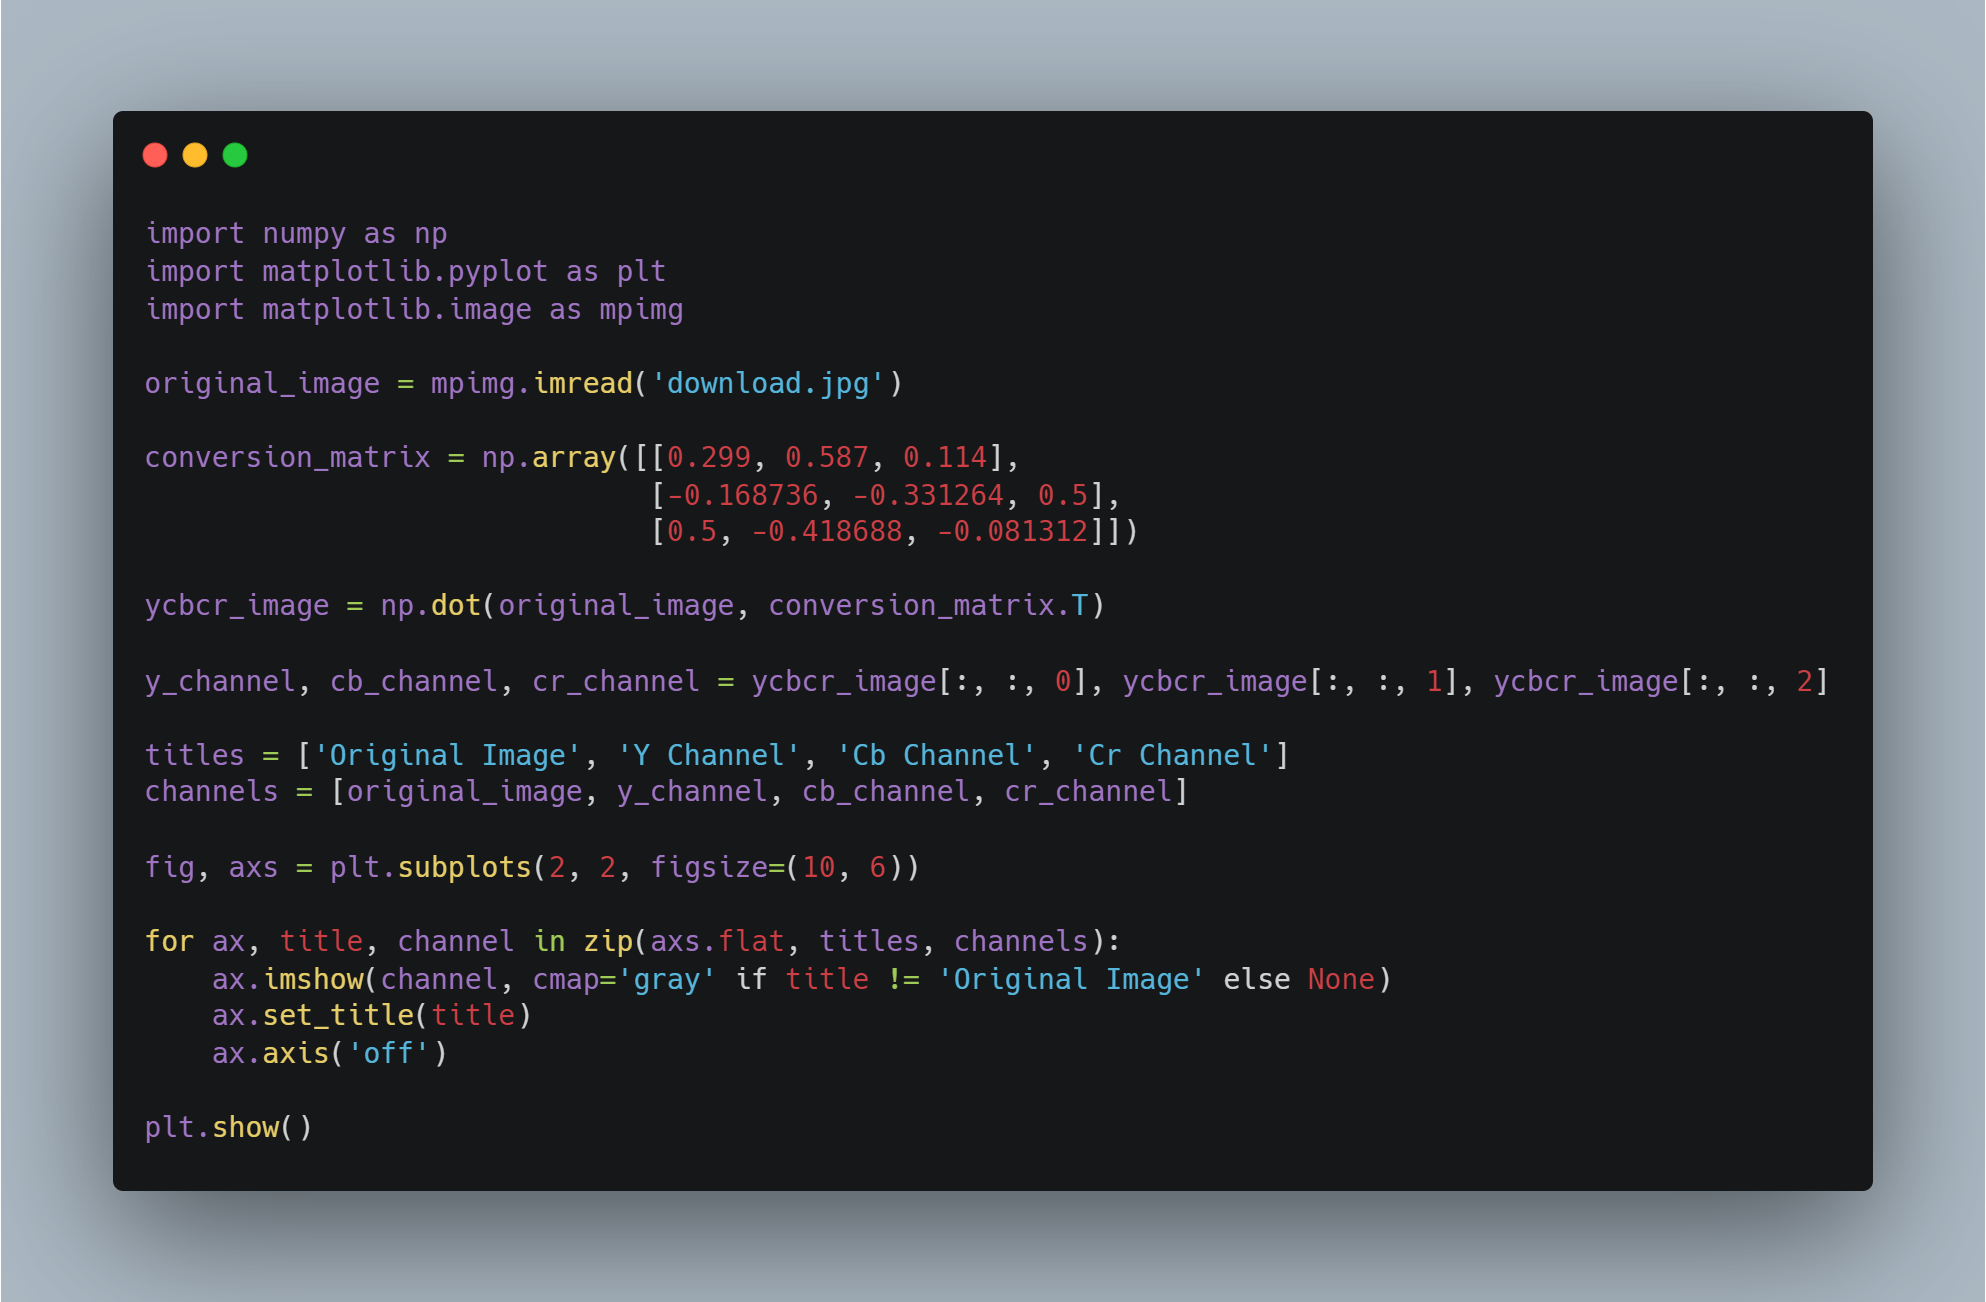 import numpy as np
import matplotlib.pyplot as plt
import matplotlib.image as mpimg

original_image = mpimg.imread('download.jpg')

conversion_matrix = np.array([[0.299, 0.587, 0.114],
                              [-0.168736, -0.331264, 0.5],
                              [0.5, -0.418688, -0.081312]])

ycbcr_image = np.dot(original_image, conversion_matrix.T)

y_channel, cb_channel, cr_channel = ycbcr_image[:, :, 0], ycbcr_image[:, :, 1], ycbcr_image[:, :, 2]

titles = ['Original Image', 'Y Channel', 'Cb Channel', 'Cr Channel']
channels = [original_image, y_channel, cb_channel, cr_channel]

fig, axs = plt.subplots(2, 2, figsize=(10, 6))

for ax, title, channel in zip(axs.flat, titles, channels):
    ax.imshow(channel, cmap='gray' if title != 'Original Image' else None)
    ax.set_title(title)
    ax.axis('off')

plt.show()